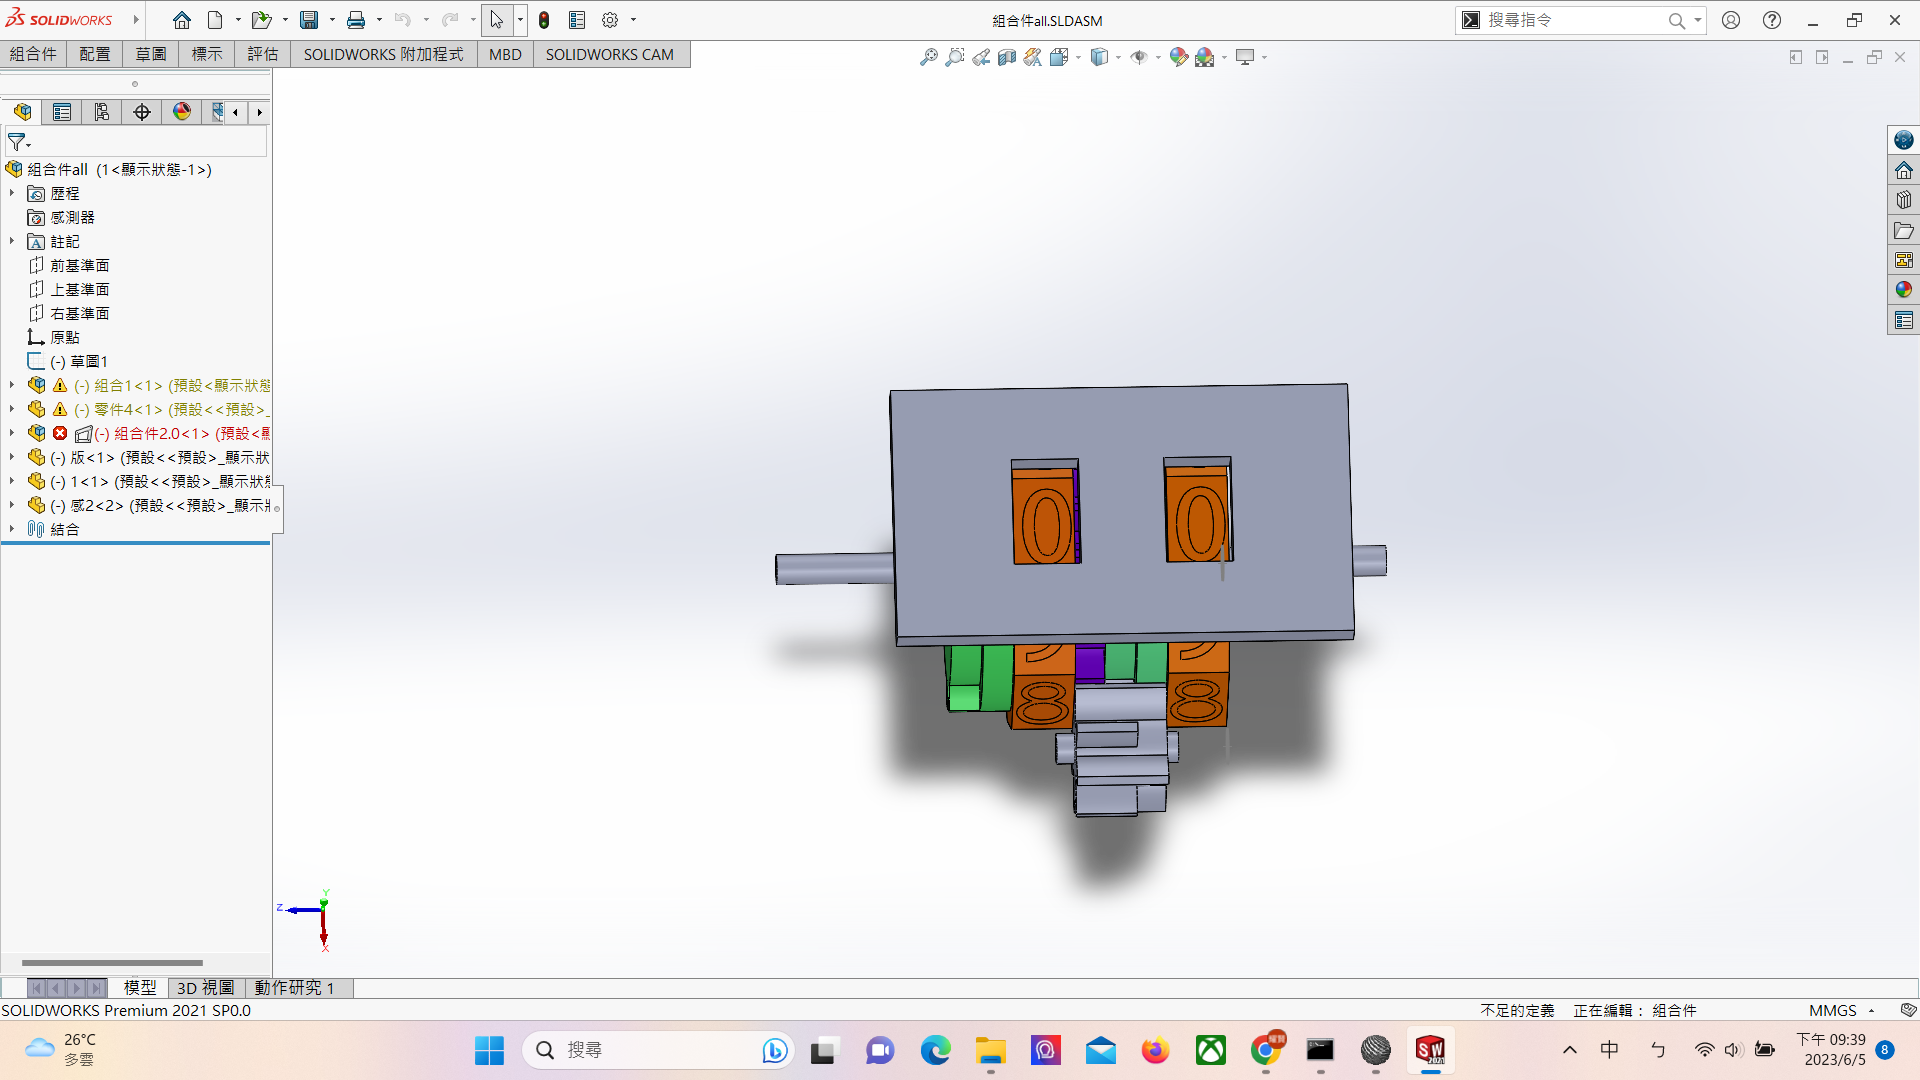 SOLIDWORKS
組合件all.SLDASM
搜尋指令
組合件 配置 草圖 標示 評估 SOLIDWORKS 附加程式 MBD SOLIDWORKS CAM
組合件all (1<顯示狀態-1>)
歷程
感測器
註記
前基準面
上基準面
右基準面
原點
(-) 草圖1
(-) 組合1<1> (預設<顯示狀態
(-) 零件4<1> (預設<<預設>_
(-) 組合件2.0<1> (預設<顯
(-) 版<1> (預設<<預設>_顯示狀
(-) 1<1> (預設<<預設>_顯示狀態
(-) 感2<2> (預設<<預設>_顯示狀
結合
0 0
8 8
Y
Z
X
模型 3D 視圖 動作研究 1
SOLIDWORKS Premium 2021 SP0.0
不足的定義 正在編輯： 組合件 MMGS
26°C
多雲
搜尋
中 ㄅ
下午 09:39
2023/6/5
8